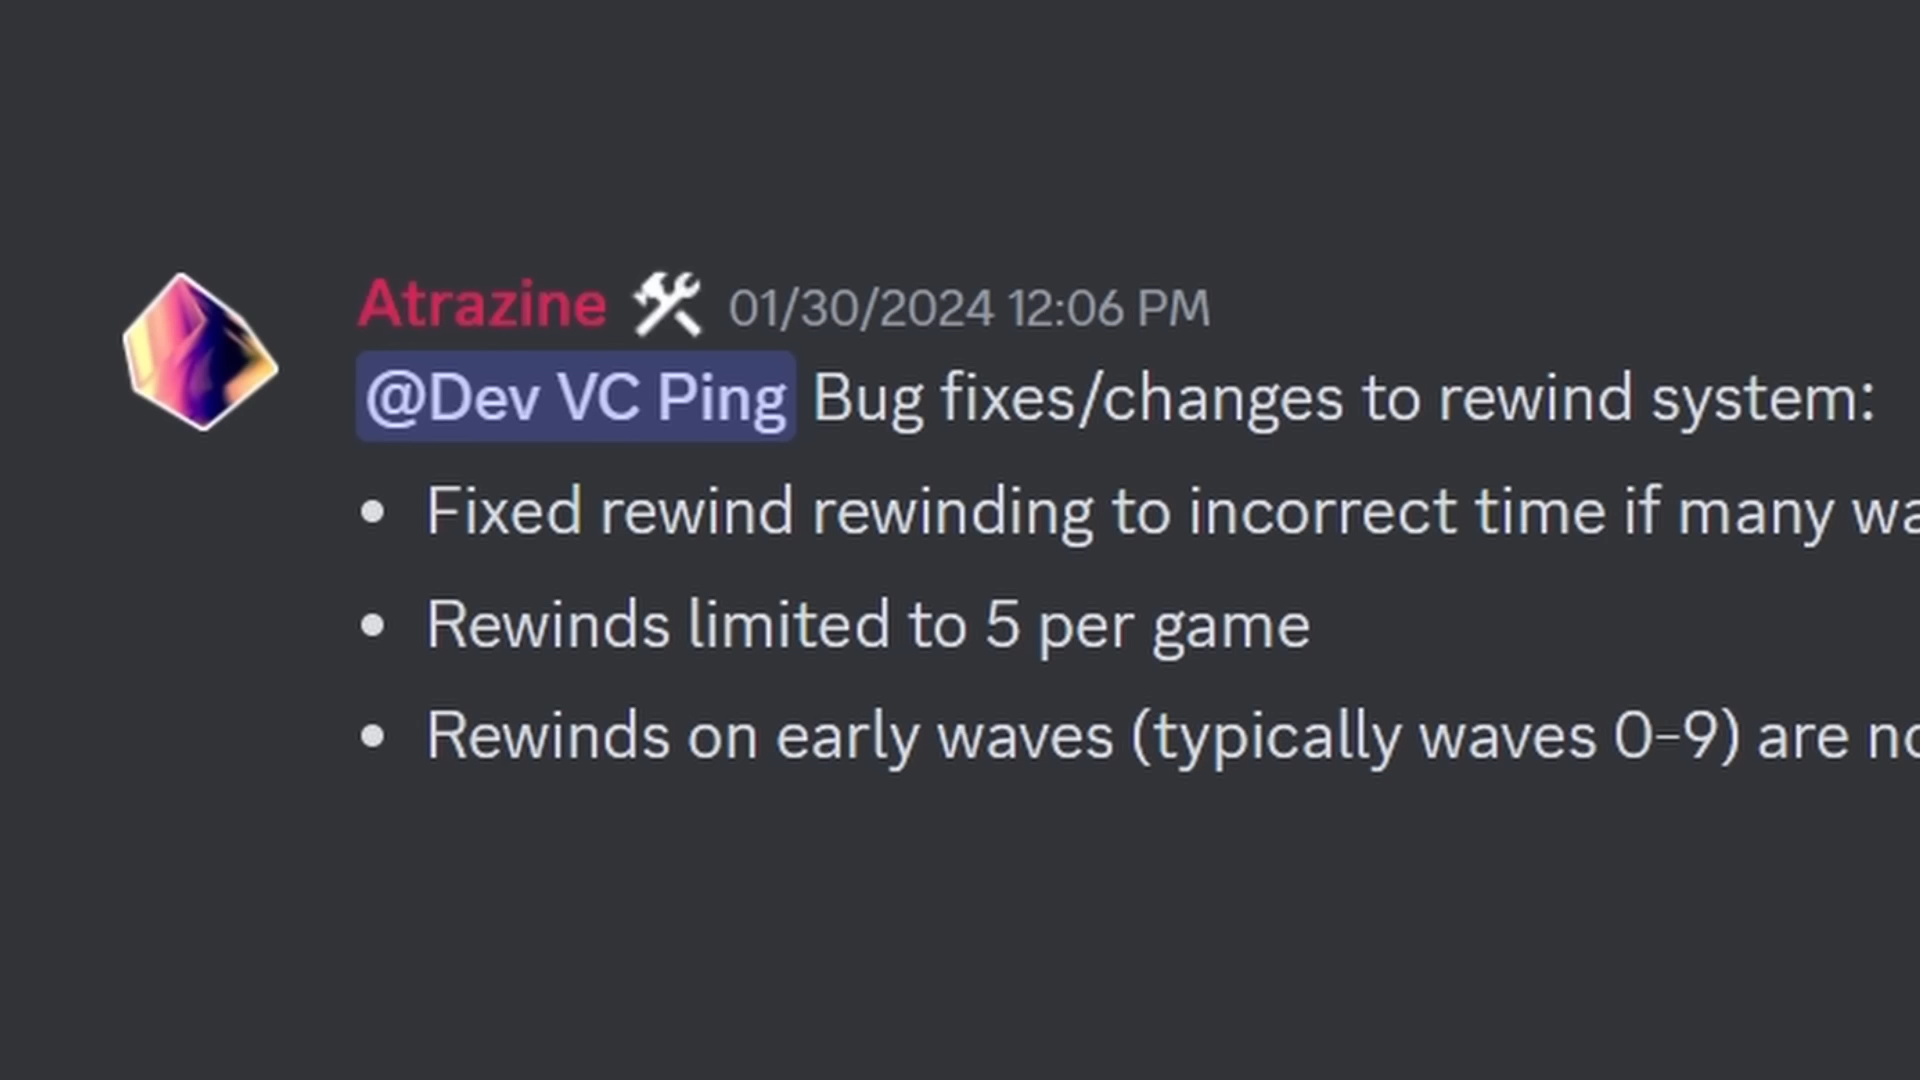 Atrazine 01/30/2024 12:06 PM
@Dev VC Ping Bug fixes/changes to rewind system:
• Fixed rewind rewinding to incorrect time if many
• Rewinds limited to 5 per game
• Rewinds on early waves (typically waves 0-9) are